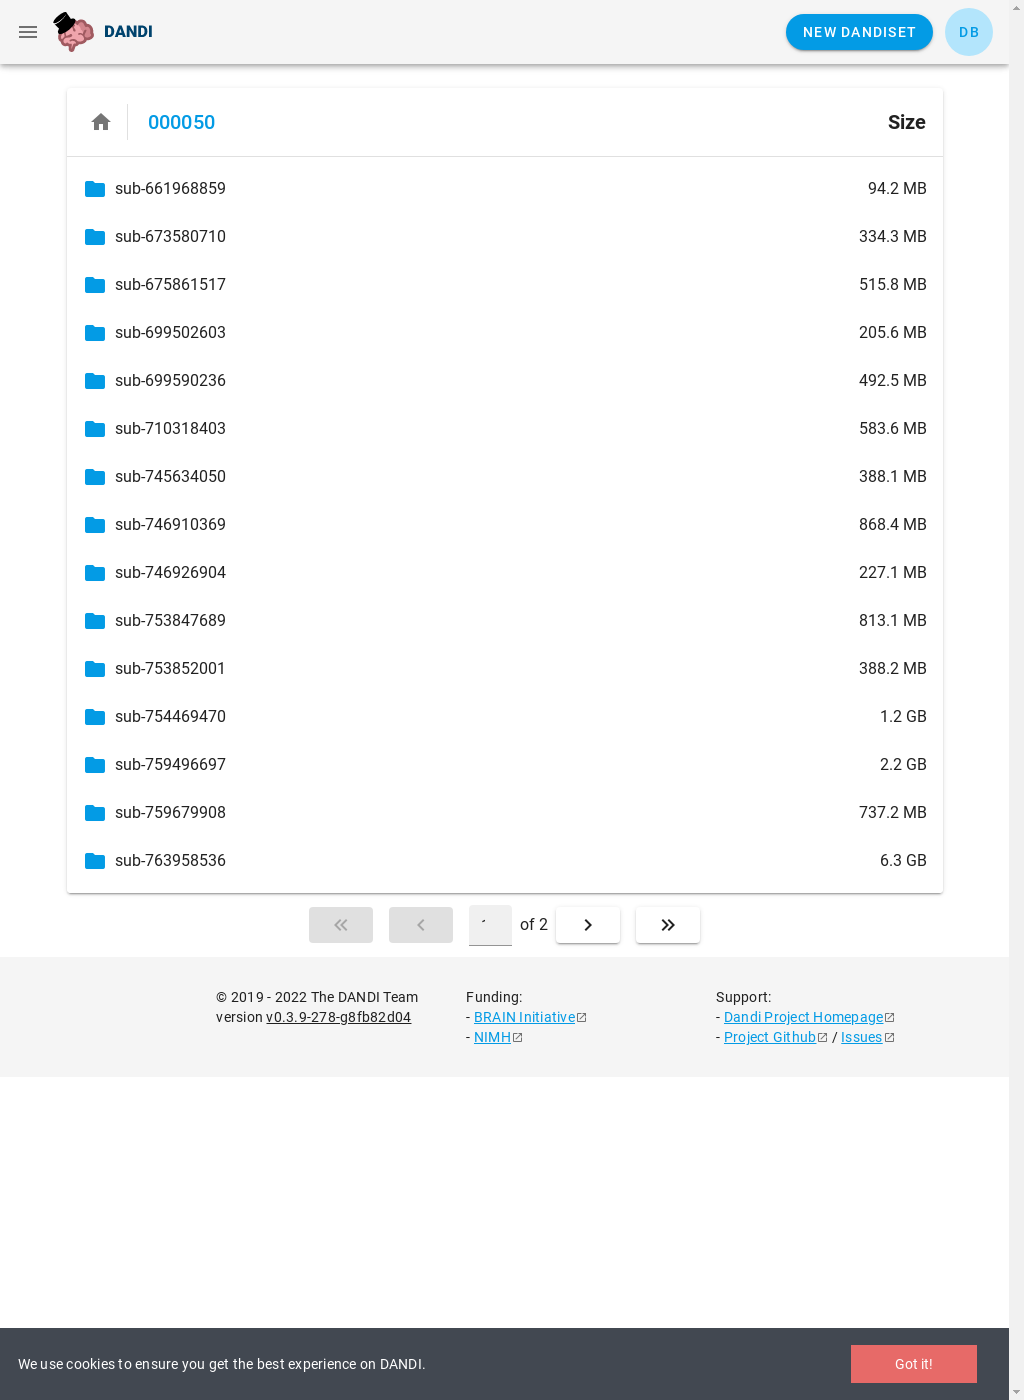 DANDI
NEW DANDISET
DB
000050
Size
sub-661968859 94.2 MB
sub-673580710 334.3 MB
sub-675861517 515.8 MB
sub-699502603 205.6 MB
sub-699590236 492.5 MB
sub-710318403 583.6 MB
sub-745634050 388.1 MB
sub-746910369 868.4 MB
sub-746926904 227.1 MB
sub-753847689 813.1 MB
sub-753852001 388.2 MB
sub-754469470 1.2 GB
sub-759496697 2.2 GB
sub-759679908 737.2 MB
sub-763958536 6.3 GB
of 2
© 2019 - 2022 The DANDI Team
version v0.3.9-278-g8fb82d04
Funding:
- BRAIN Initiative
- NIMH
Support:
- Dandi Project Homepage
- Project Github / Issues
We use cookies to ensure you get the best experience on DANDI.
Got it!